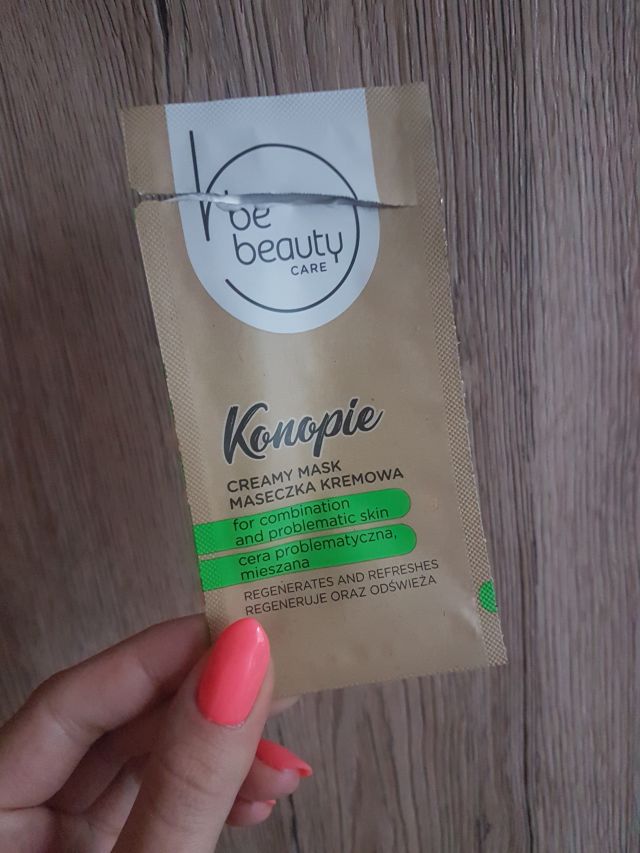 be
beauty
CARE
Konopie
CREAMY MASK
MASECZKA KREMOWA
for combination
and problematic skin
cera problematyczna,
mieszana
REGENERATES AND REFRESHES
REGENERUJE ORAZ ODŚWIEŻA